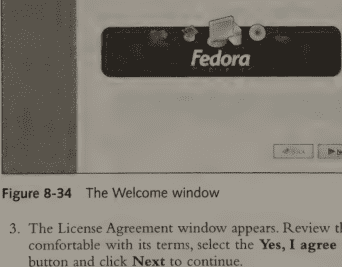 Fedora
Figure 8-34 The Welcome window
3. The License Agreement window appears. Review
comfortable with its terms, select the Yes, I agree
button and click Next to continue.